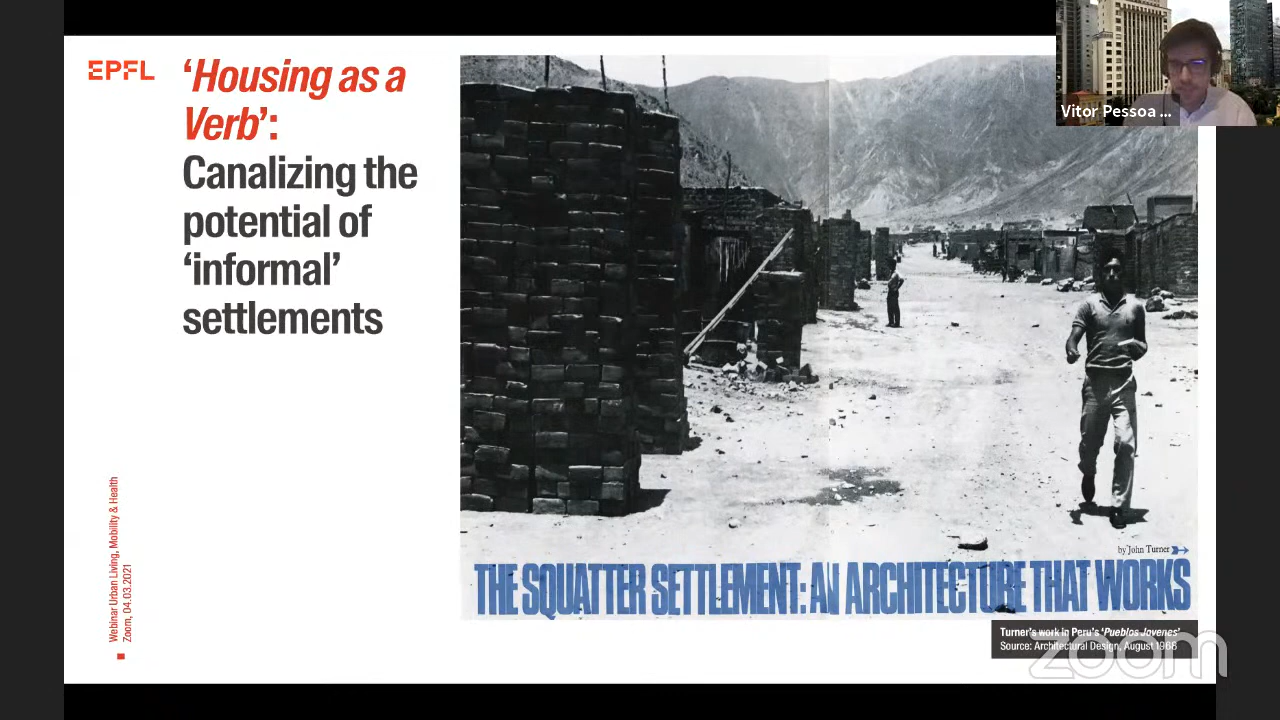 EPFL
‘Housing as a
Verb’:
Canalizing the
potential of
‘informal’
settlements
Webinar Urban Living, Mobility & Health
Zoom, 04.03.2021
Vitor Pessoa ...
by John Turner
THE SQUATTER SETTLEMENT: AN ARCHITECTURE THAT WORKS
Turner's work in Peru's ‘Pueblos Jovenes’
Source: Architectural Design, August 1968
zoom